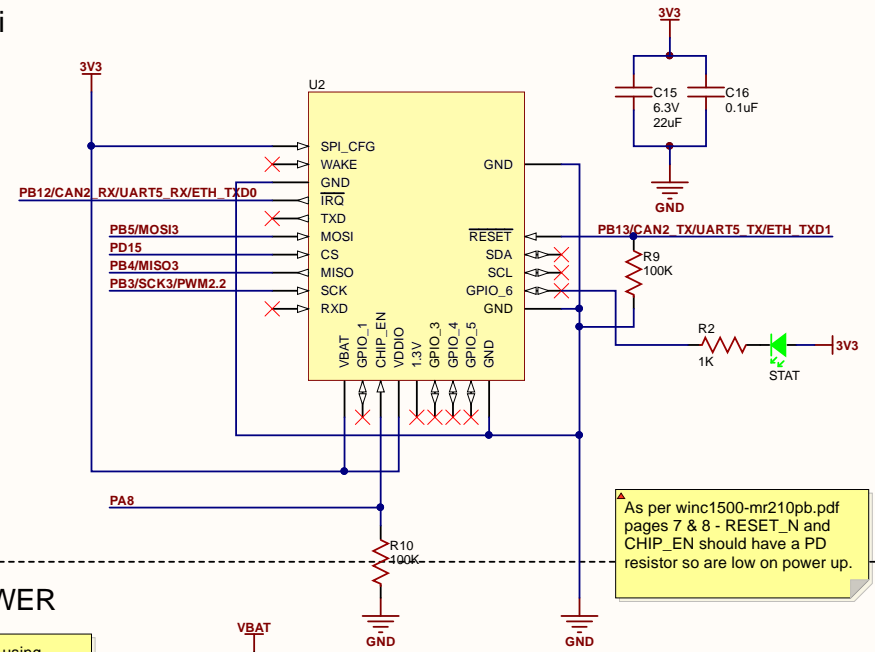 i
3V3
3V3
U2
C15
6.3V
22uF
C16
0.1uF
GND
SPI_CFG
WAKE
GND
IRQ
TXD
MOSI
CS
MISO
SCK
RXD
PB12/CAN2_RX/UART5_RX/ETH_TXD0
PB5/MOSI3
PD15
PB4/MISO3
PB3/SCK3/PWM2.2
GND
RESET
SDA
SCL
GPIO_6
GND
PB13/CAN2_TX/UART5_TX/ETH_TXD1
R9
100K
VBAT
GPIO_1
CHIP_EN
VDDIO
1.3V
GPIO_3
GPIO_4
GPIO_5
GND
R2
1K
STAT
3V3
PA8
R10
100K
GND
GND
As per winc1500-mr210pb.pdf
pages 7 & 8 - RESET_N and
CHIP_EN should have a PD
resistor so are low on power up.
WER
VBAT
using